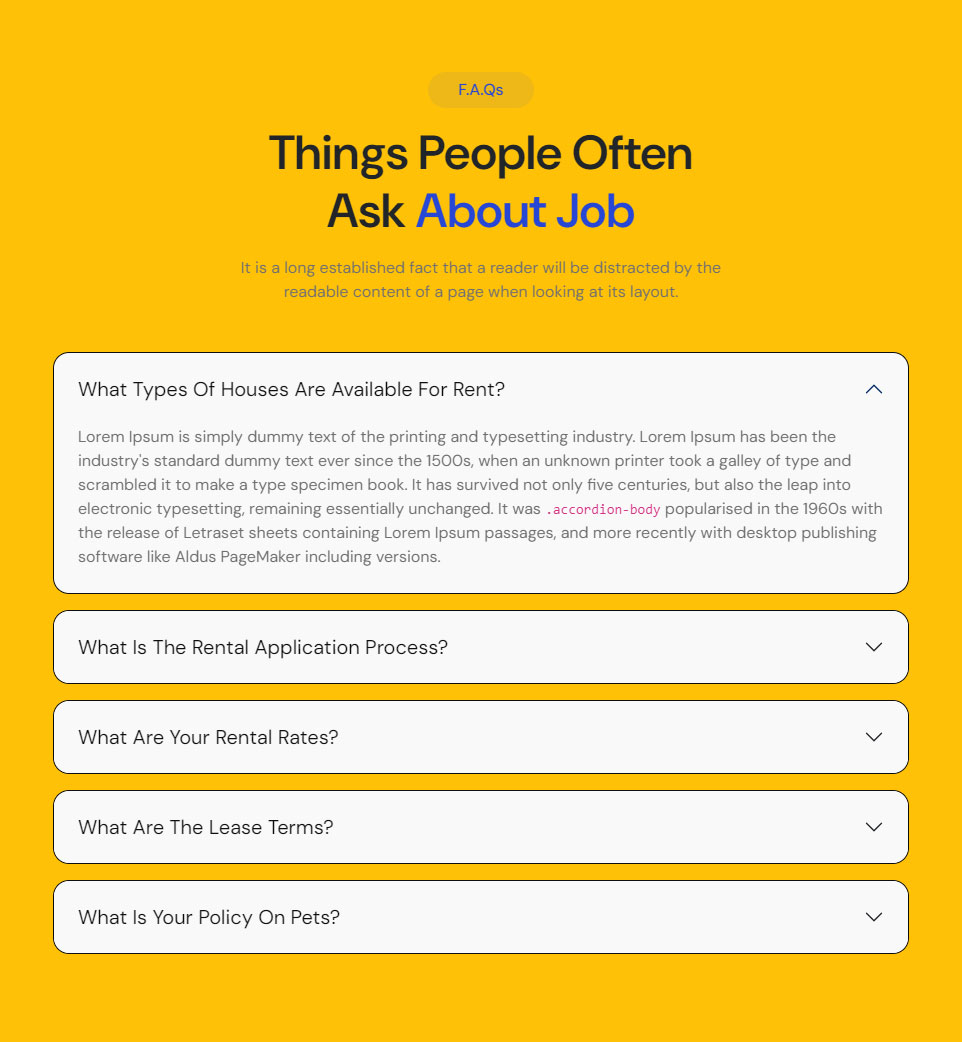 F.A.Qs
Things People Often
Ask About Job
It is a long established fact that a reader will be distracted by the
readable content of a page when looking at its layout.
What Types Of Houses Are Available For Rent?
Lorem Ipsum is simply dummy text of the printing and typesetting industry. Lorem Ipsum has been the
industry's standard dummy text ever since the 1500s, when an unknown printer took a galley of type and
scrambled it to make a type specimen book. It has survived not only five centuries, but also the leap into
electronic typesetting, remaining essentially unchanged. It was .accordion-body popularised in the 1960s with
the release of Letraset sheets containing Lorem Ipsum passages, and more recently with desktop publishing
software like Aldus PageMaker including versions.
What Is The Rental Application Process?
What Are Your Rental Rates?
What Are The Lease Terms?
What Is Your Policy On Pets?